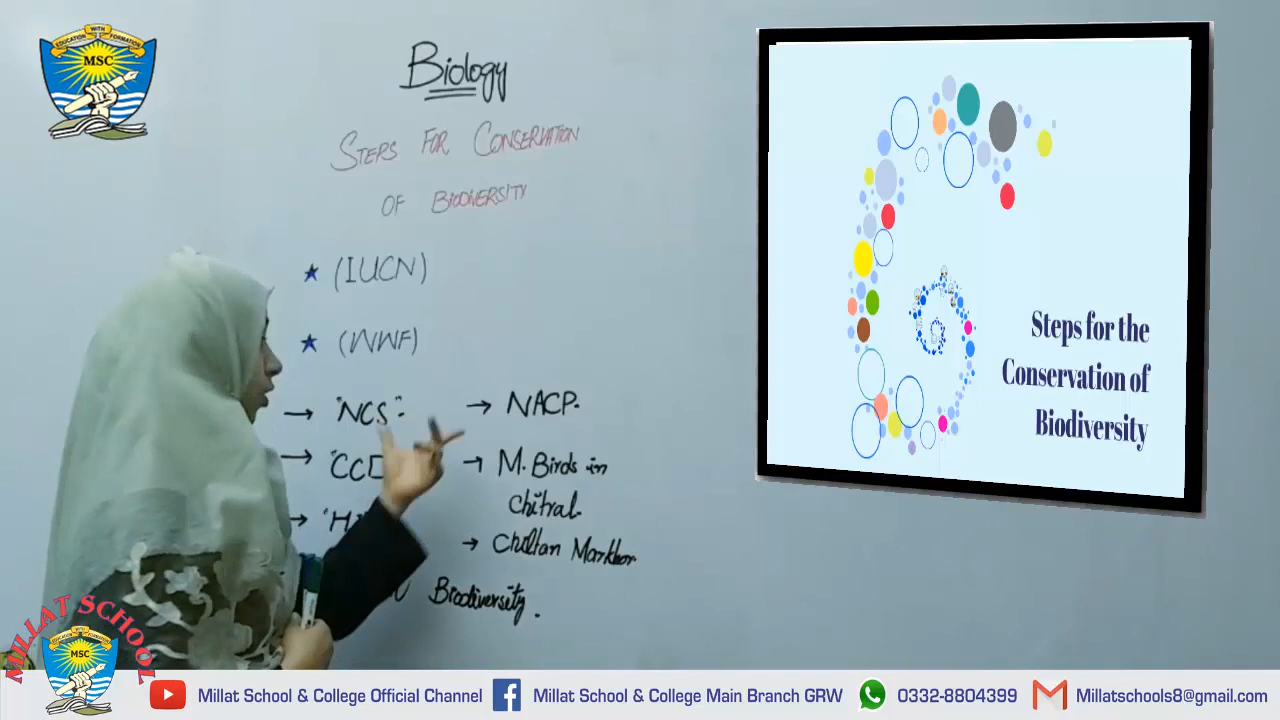 EDUCATION WITH FORMATION
MSC
Biology
STEPS FOR CONSERVATION
OF BIODIVERSITY
★ (IUCN)
★ (WWF)
→ "NCS"
→ NACP.
→ "CCD
→ M. Birds in
Chitral.
→ "H
→ Chiltan Markhor
Biodiversity.
Steps for the
Conservation of
Biodiversity
MILLAT SCHOOL
MSC
Millat School & College Official Channel
Millat School & College Main Branch GRW
0332-8804399
Millatschools8@gmail.com